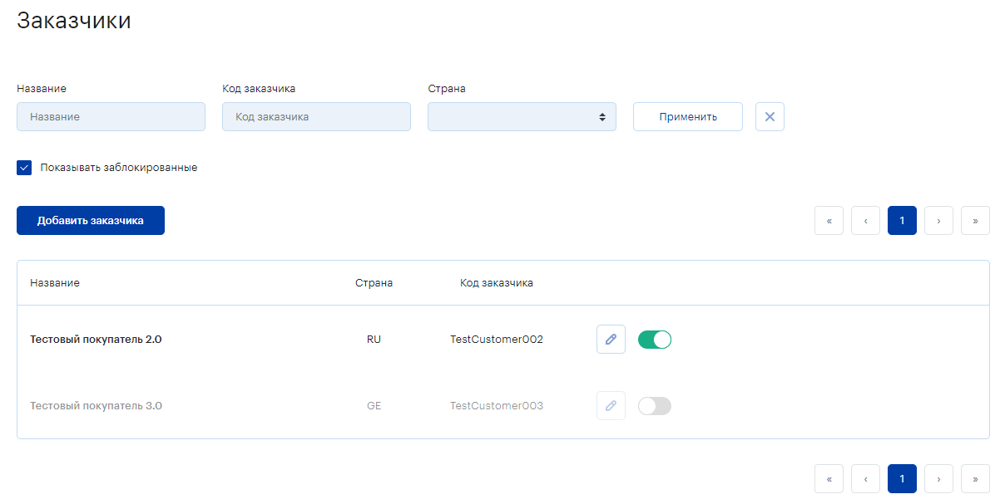 Заказчики
Название Код заказчика Страна
Название Код заказчика Применить
Показывать заблокированные
Добавить заказчика « ‹ 1 › »
Название Страна Код заказчика
Тестовый покупатель 2.0 RU TestCustomer002
Тестовый покупатель 3.0 GE TestCustomer003
« ‹ 1 › »